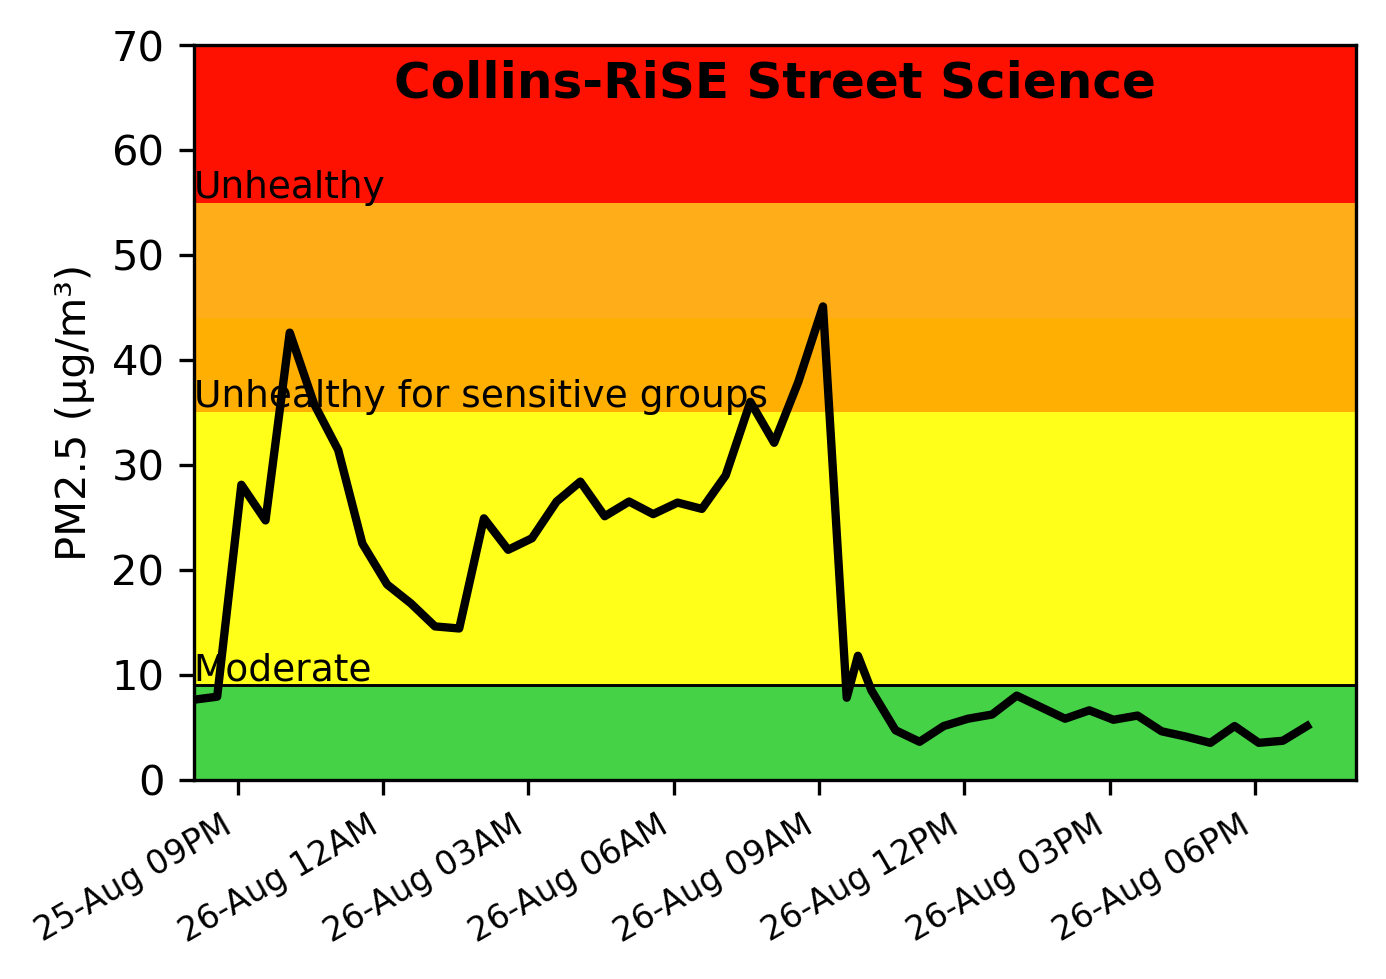 Collins-RiSE Street Science
70
60
50
40
30
20
10
0
PM2.5 (µg/m³)
Unhealthy
Unhealthy for sensitive groups
Moderate
25-Aug 09PM
26-Aug 12AM
26-Aug 03AM
26-Aug 06AM
26-Aug 09AM
26-Aug 12PM
26-Aug 03PM
26-Aug 06PM